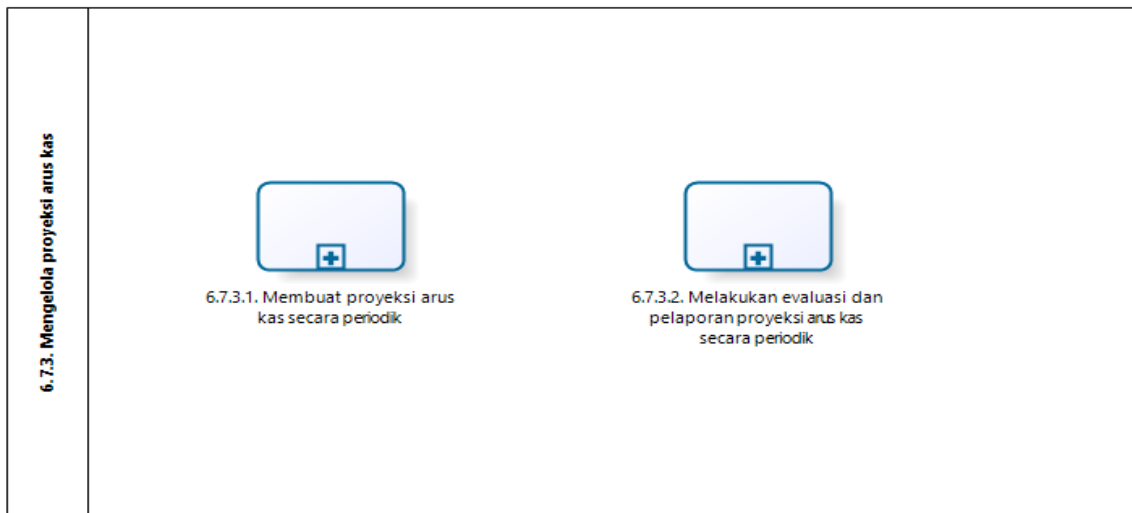 6.7.3. Mengelola proyeksi arus kas
6.7.3.1. Membuat proyeksi arus
kas secara periodik
6.7.3.2. Melakukan evaluasi dan
pelaporan proyeksi arus kas
secara periodik